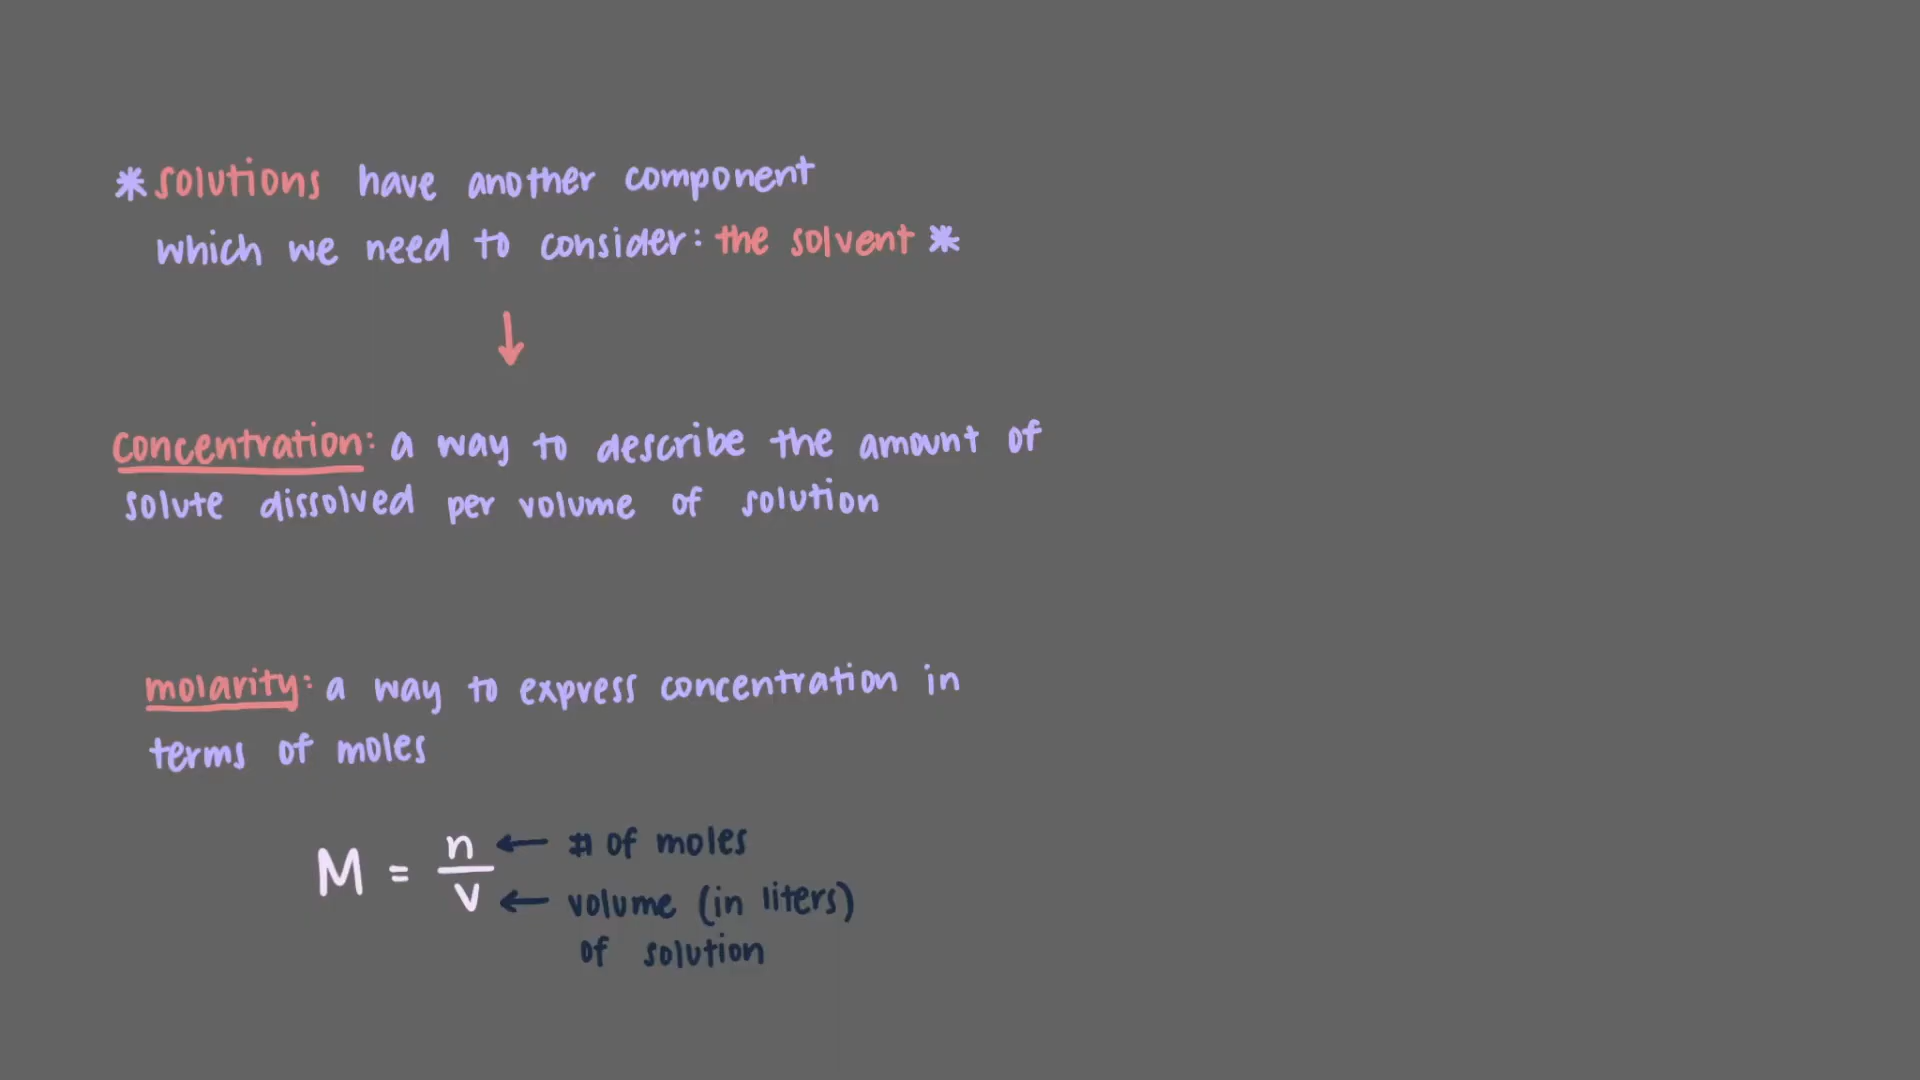 *solutions have another component
which we need to consider: the solvent*
↓
concentration: a way to describe the amount of
solute dissolved per volume of solution
molarity: a way to express concentration in
terms of moles
M = n/v
← # of moles
← volume (in liters)
of solution